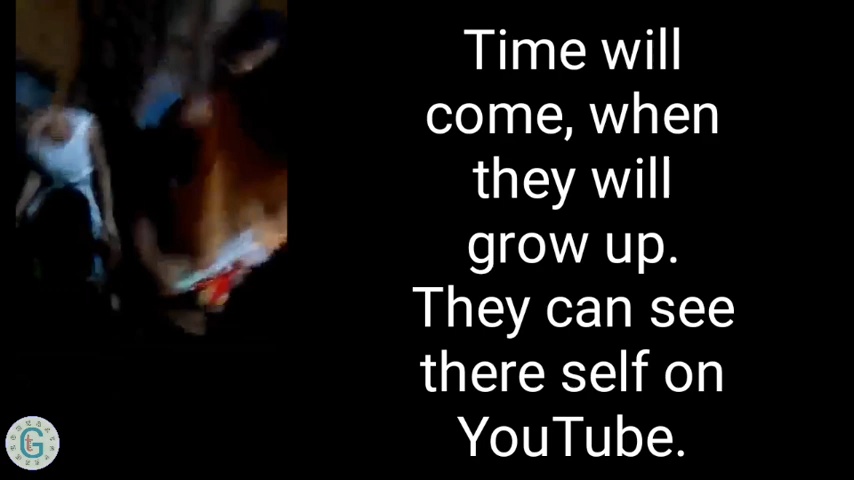 Time will
come, when
they will
grow up.
They can see
there self on
YouTube.
G